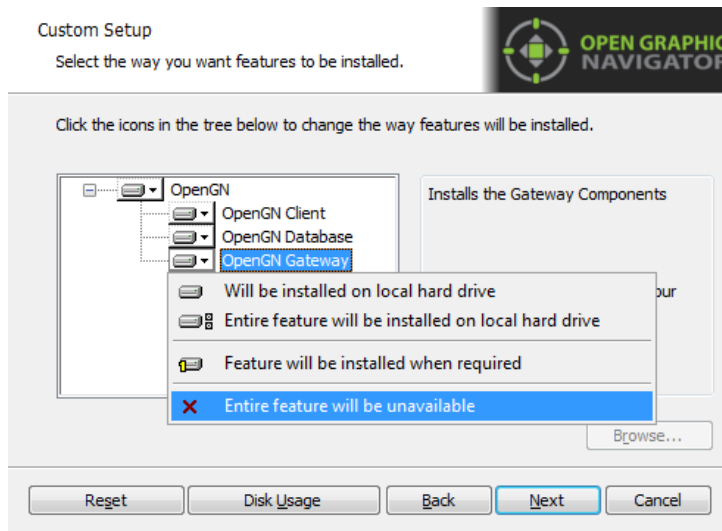 Custom Setup
Select the way you want features to be installed.
OPEN GRAPHIC
NAVIGATOR
Click the icons in the tree below to change the way features will be installed.
OpenGN
OpenGN Client
OpenGN Database
OpenGN Gateway
Installs the Gateway Components
Will be installed on local hard drive
Entire feature will be installed on local hard drive
Feature will be installed when required
Entire feature will be unavailable
Browse...
Reset
Disk Usage
Back
Next
Cancel